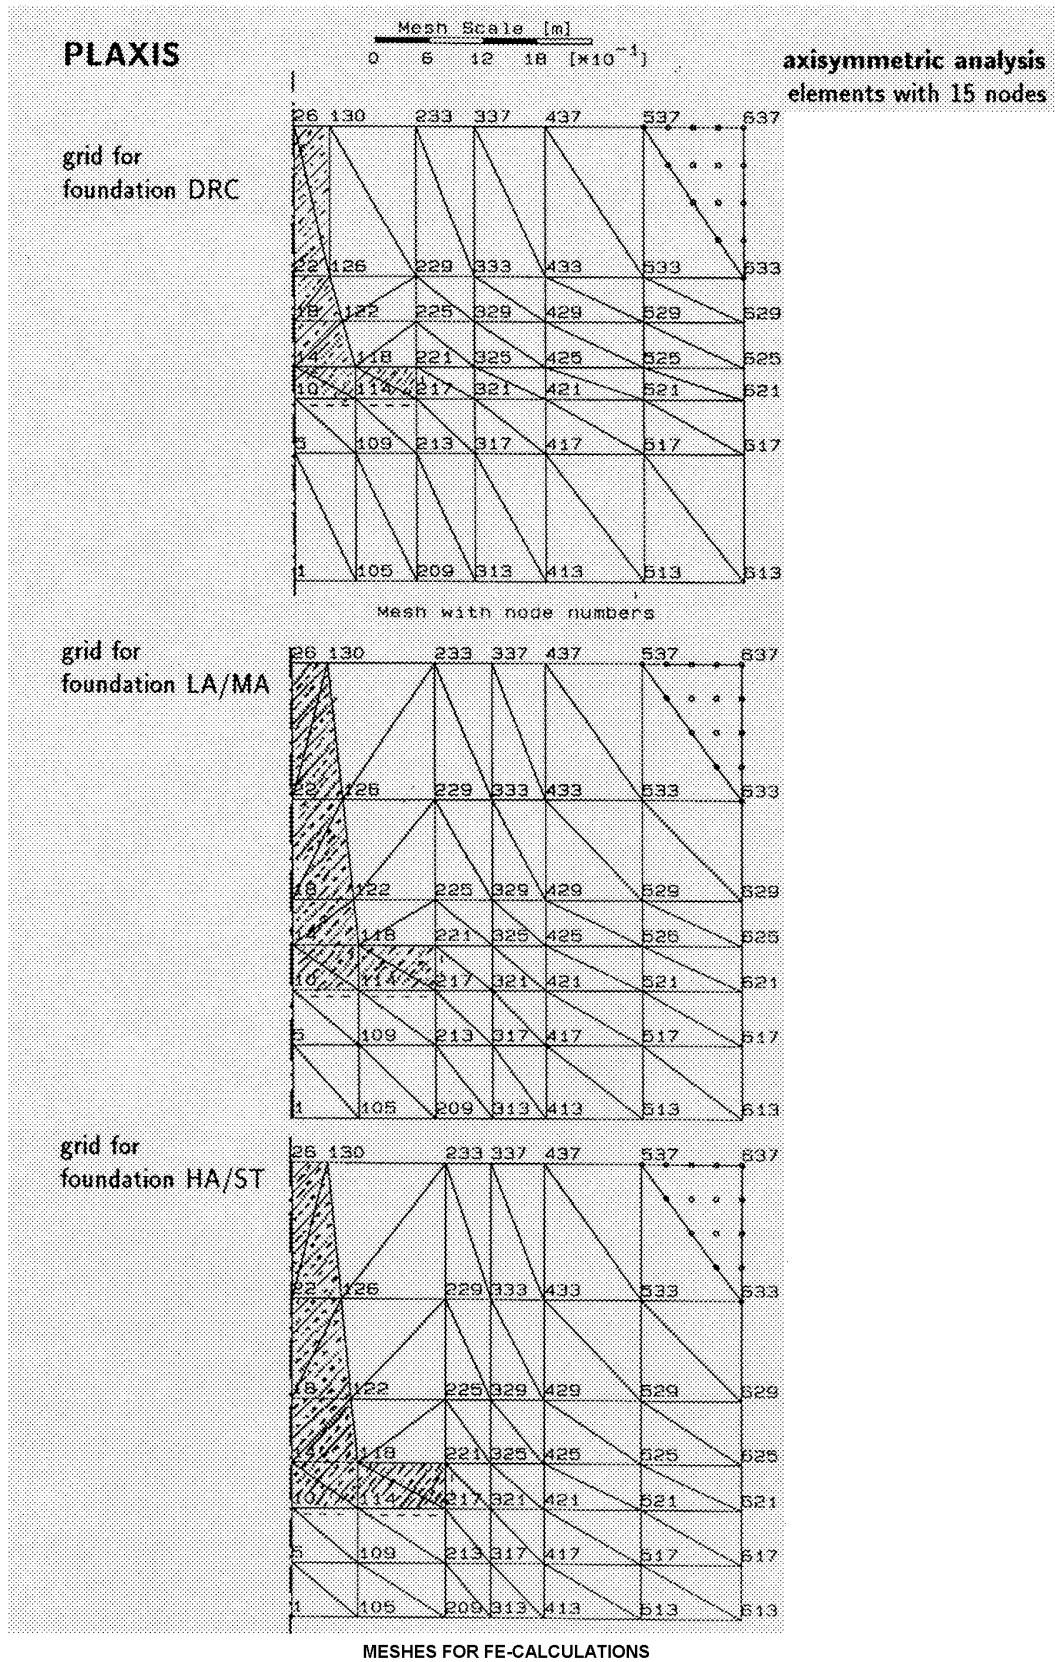 Mesh Scale [m]
PLAXIS
0 6 12 18 [×10⁻¹]
axisymmetric analysis
elements with 15 nodes
26 130 233 337 437 537 637
grid for
foundation DRC
22 126 229 333 433 533 633
18 122 225 329 429 529 629
14 118 221 325 425 525 625
10 114 217 321 421 521 621
5 109 213 317 417 517 617
1 105 209 313 413 513 613
Mesh with node numbers
grid for
foundation LA/MA
26 130 233 337 437 537 637
22 126 229 333 433 533 633
18 122 225 329 429 529 629
14 118 221 325 425 525 625
10 114 217 321 421 521 621
5 109 213 317 417 517 617
1 105 209 313 413 513 613
grid for
foundation HA/ST
26 130 233 337 437 537 637
22 126 229 333 433 533 633
18 122 225 329 429 529 629
14 118 221 325 425 525 625
10 114 217 321 421 521 621
5 109 213 317 417 517 617
1 105 209 313 413 513 613
MESHES FOR FE-CALCULATIONS